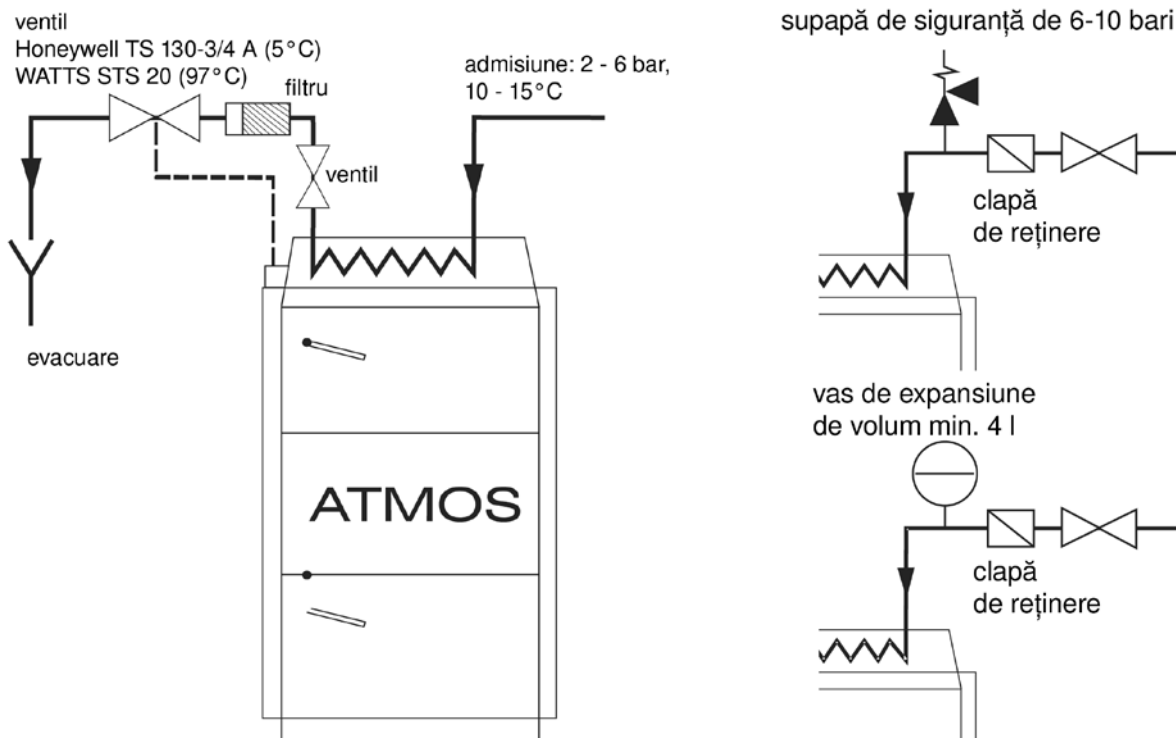 ventil
Honeywell TS 130-3/4 A (5°C)
WATTS STS 20 (97°C)
filtru
admisiune: 2 - 6 bar,
10 - 15°C
ventil
evacuare
ATMOS
supapă de siguranță de 6-10 bari
clapă
de reținere
vas de expansiune
de volum min. 4 l
clapă
de reținere